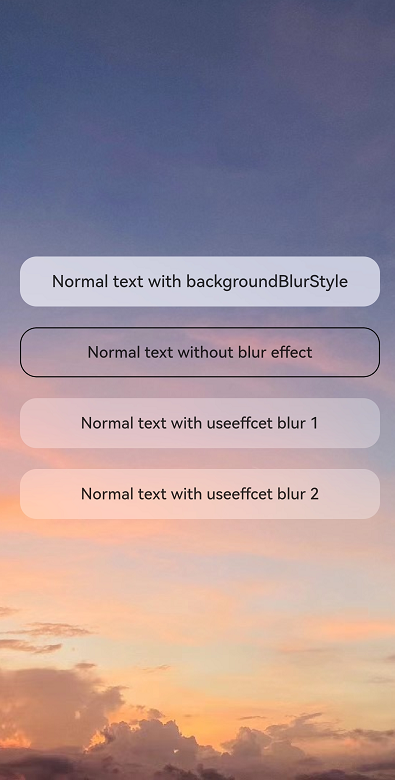 Normal text with backgroundBlurStyle
Normal text without blur effect
Normal text with useeffcet blur 1
Normal text with useeffcet blur 2